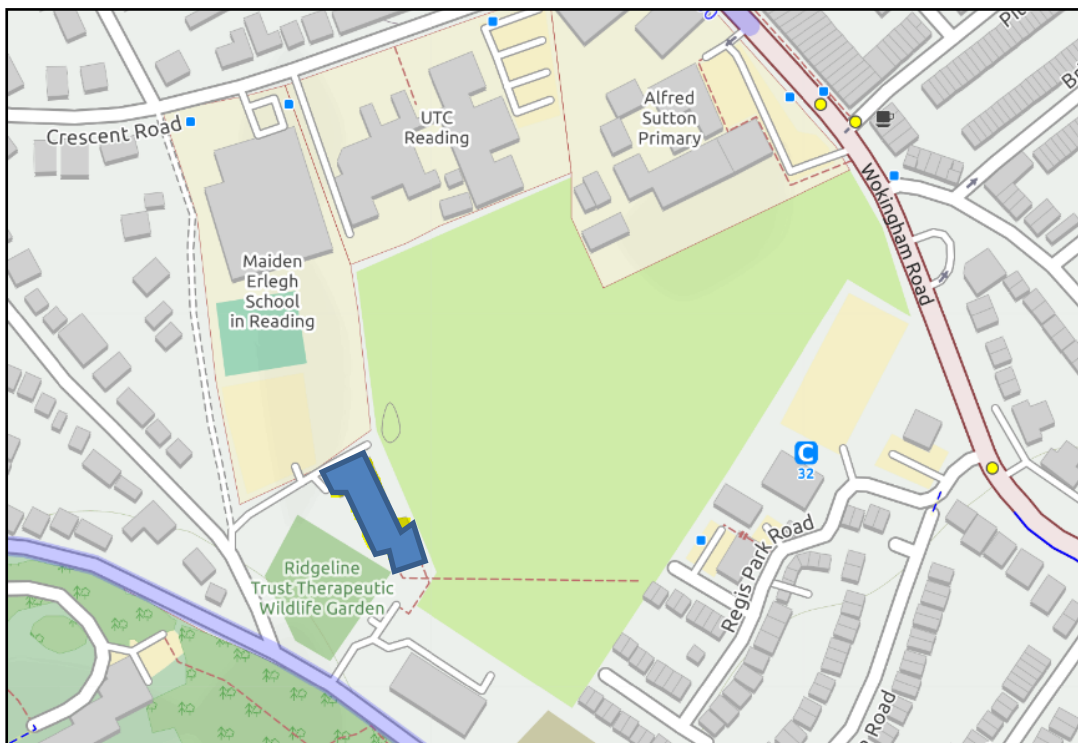 Crescent Road
UTC
Reading
Alfred
Sutton
Primary
Wokingham Road
Maiden
Erlegh
School
in Reading
C
32
Regis Park Road
Ridgeline
Trust Therapeutic
Wildlife Garden
Road